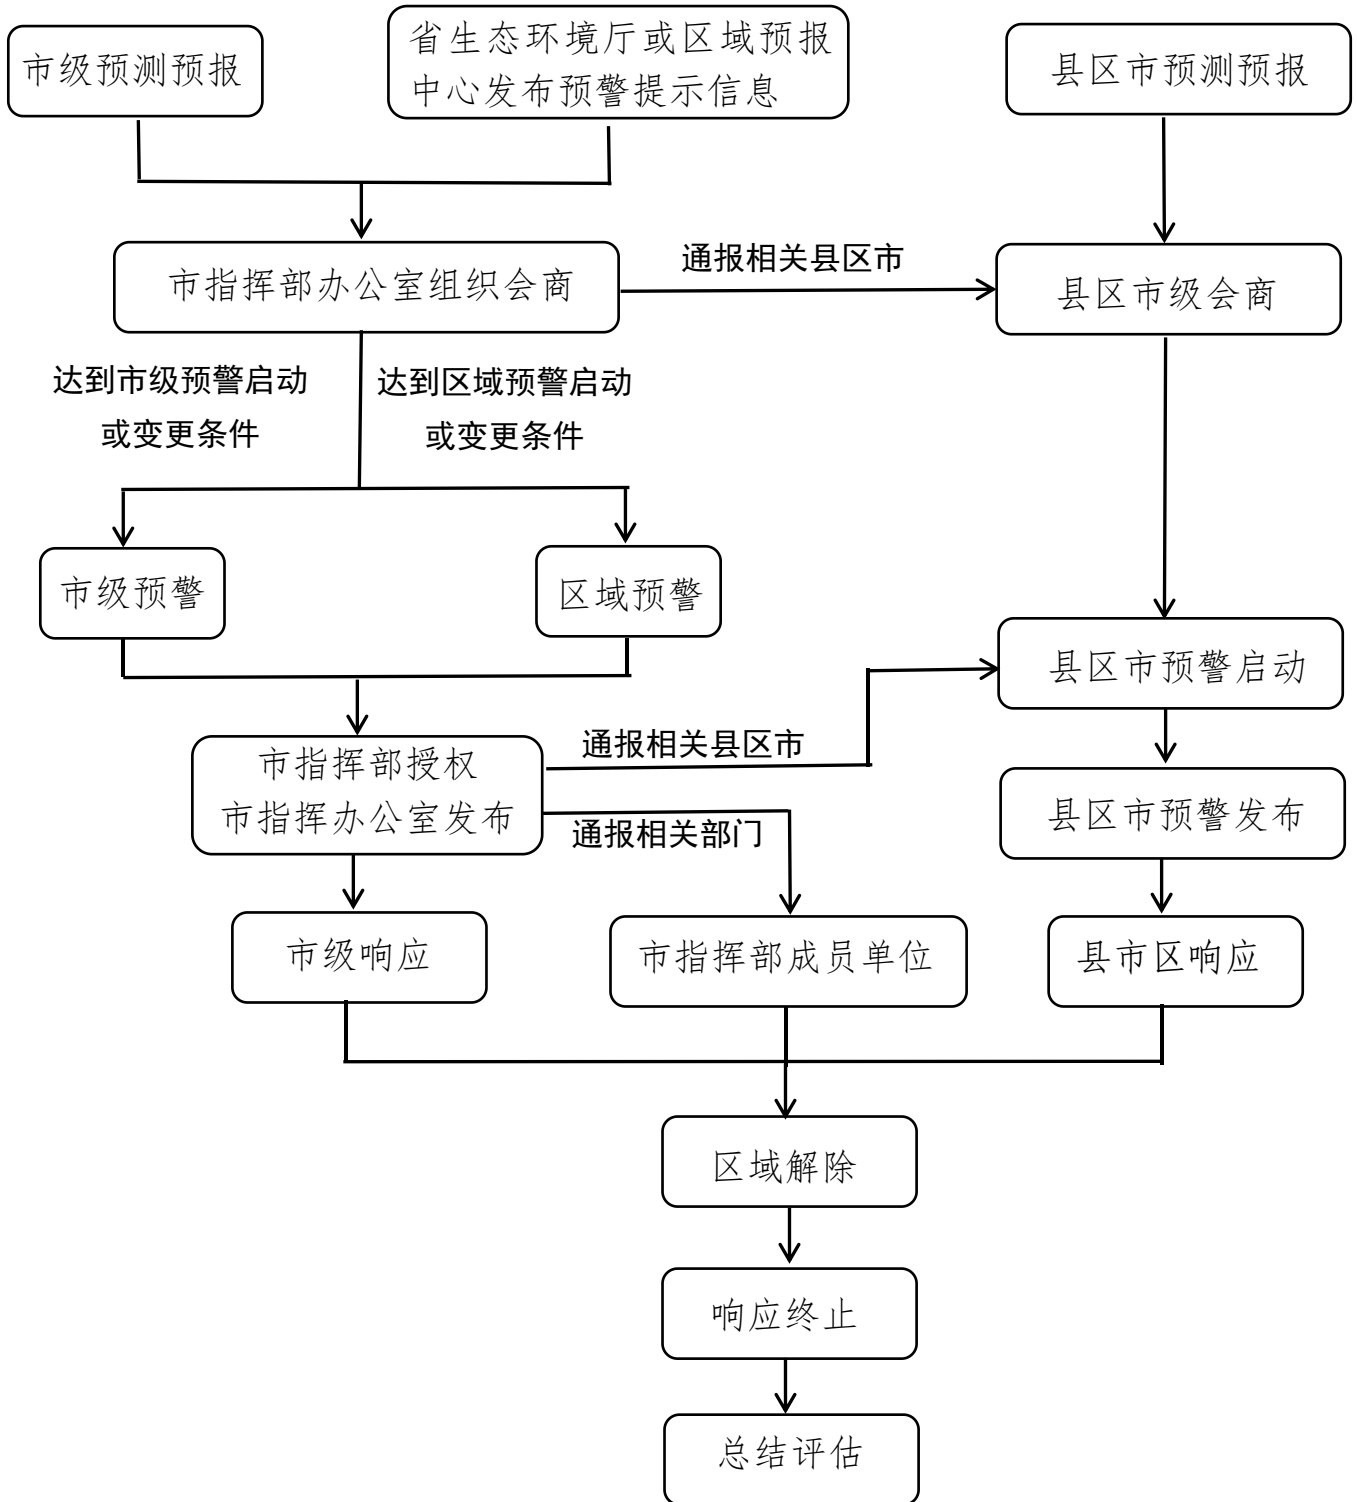 市级预测预报
省生态环境厅或区域预报
中心发布预警提示信息
县区市预测预报
市指挥部办公室组织会商
通报相关县区市
县区市级会商
达到市级预警启动
或变更条件
达到区域预警启动
或变更条件
市级预警
区域预警
县区市预警启动
市指挥部授权
市指挥办公室发布
通报相关县区市
通报相关部门
县区市预警发布
市级响应
市指挥部成员单位
县市区响应
区域解除
响应终止
总结评估